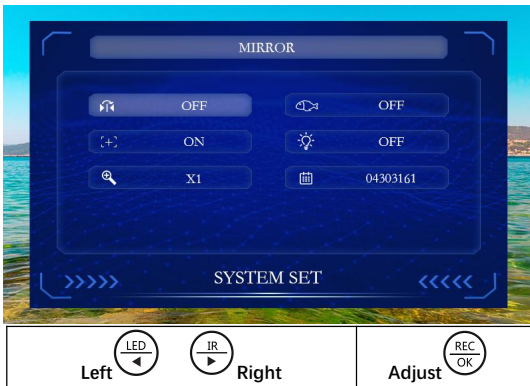 MIRROR
OFF OFF
[+] ON OFF
X1 04303161
>>>>> SYSTEM SET <<<<<
LED IR REC
OK
Left Right Adjust